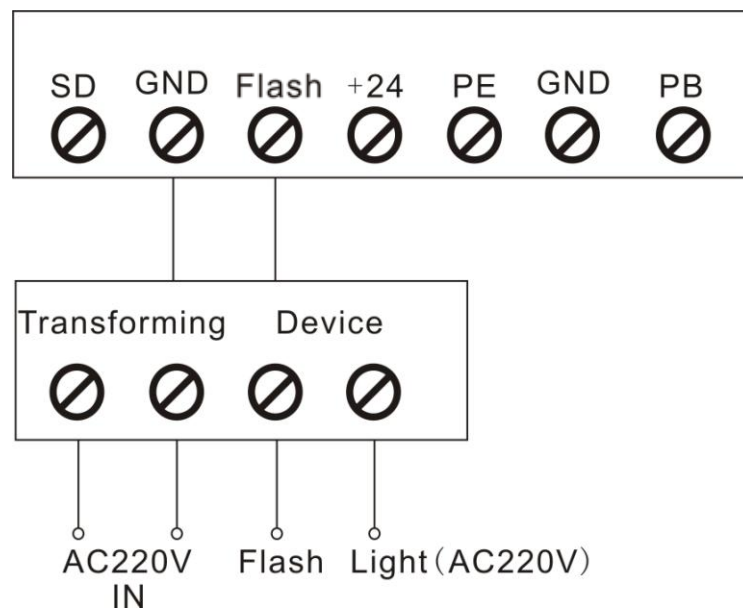 SD GND Flash +24 PE GND PB
Transforming Device
AC220V Flash Light(AC220V)
IN